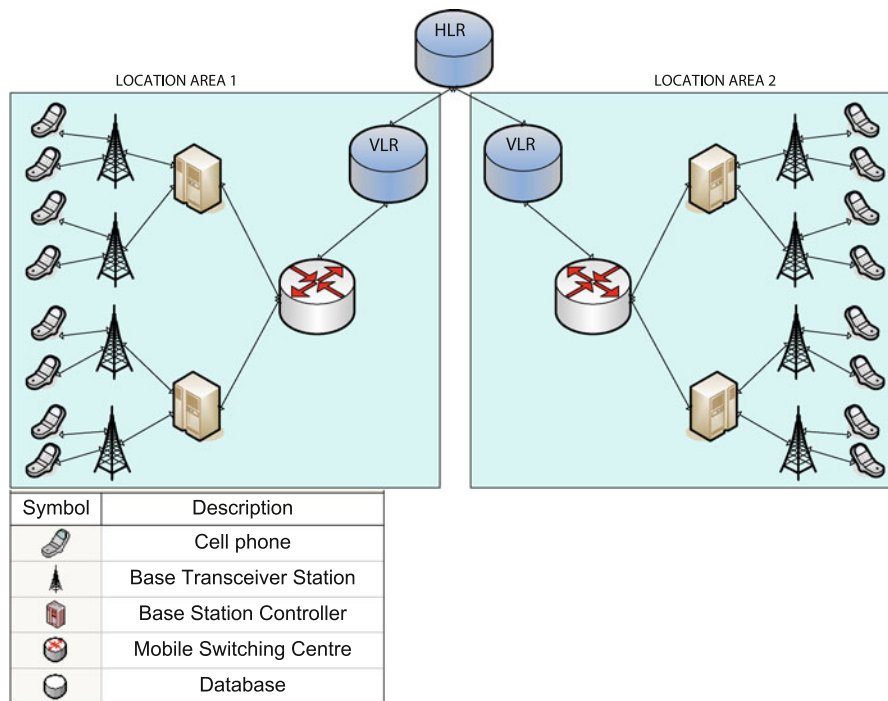 HLR
LOCATION AREA 1
LOCATION AREA 2
VLR
VLR
Symbol Description
Cell phone
Base Transceiver Station
Base Station Controller
Mobile Switching Centre
Database